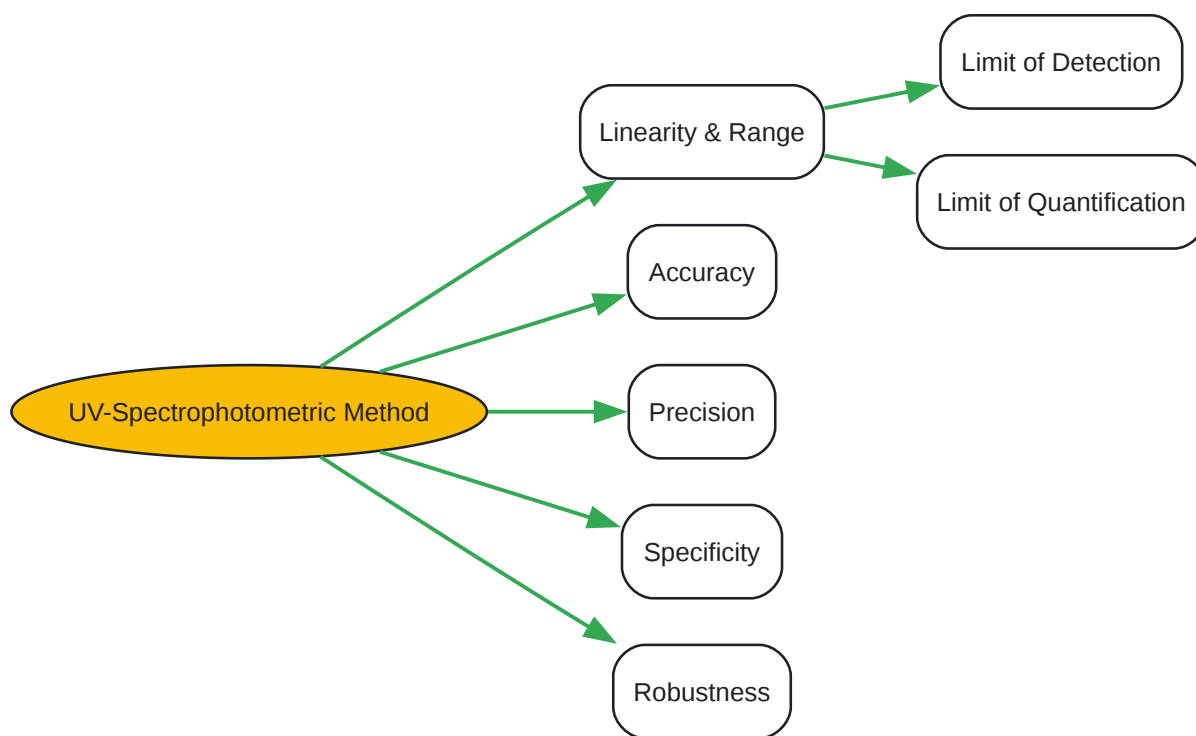 Limit of Detection
Linearity & Range
Limit of Quantification
Accuracy
UV-Spectrophotometric Method
Precision
Specificity
Robustness